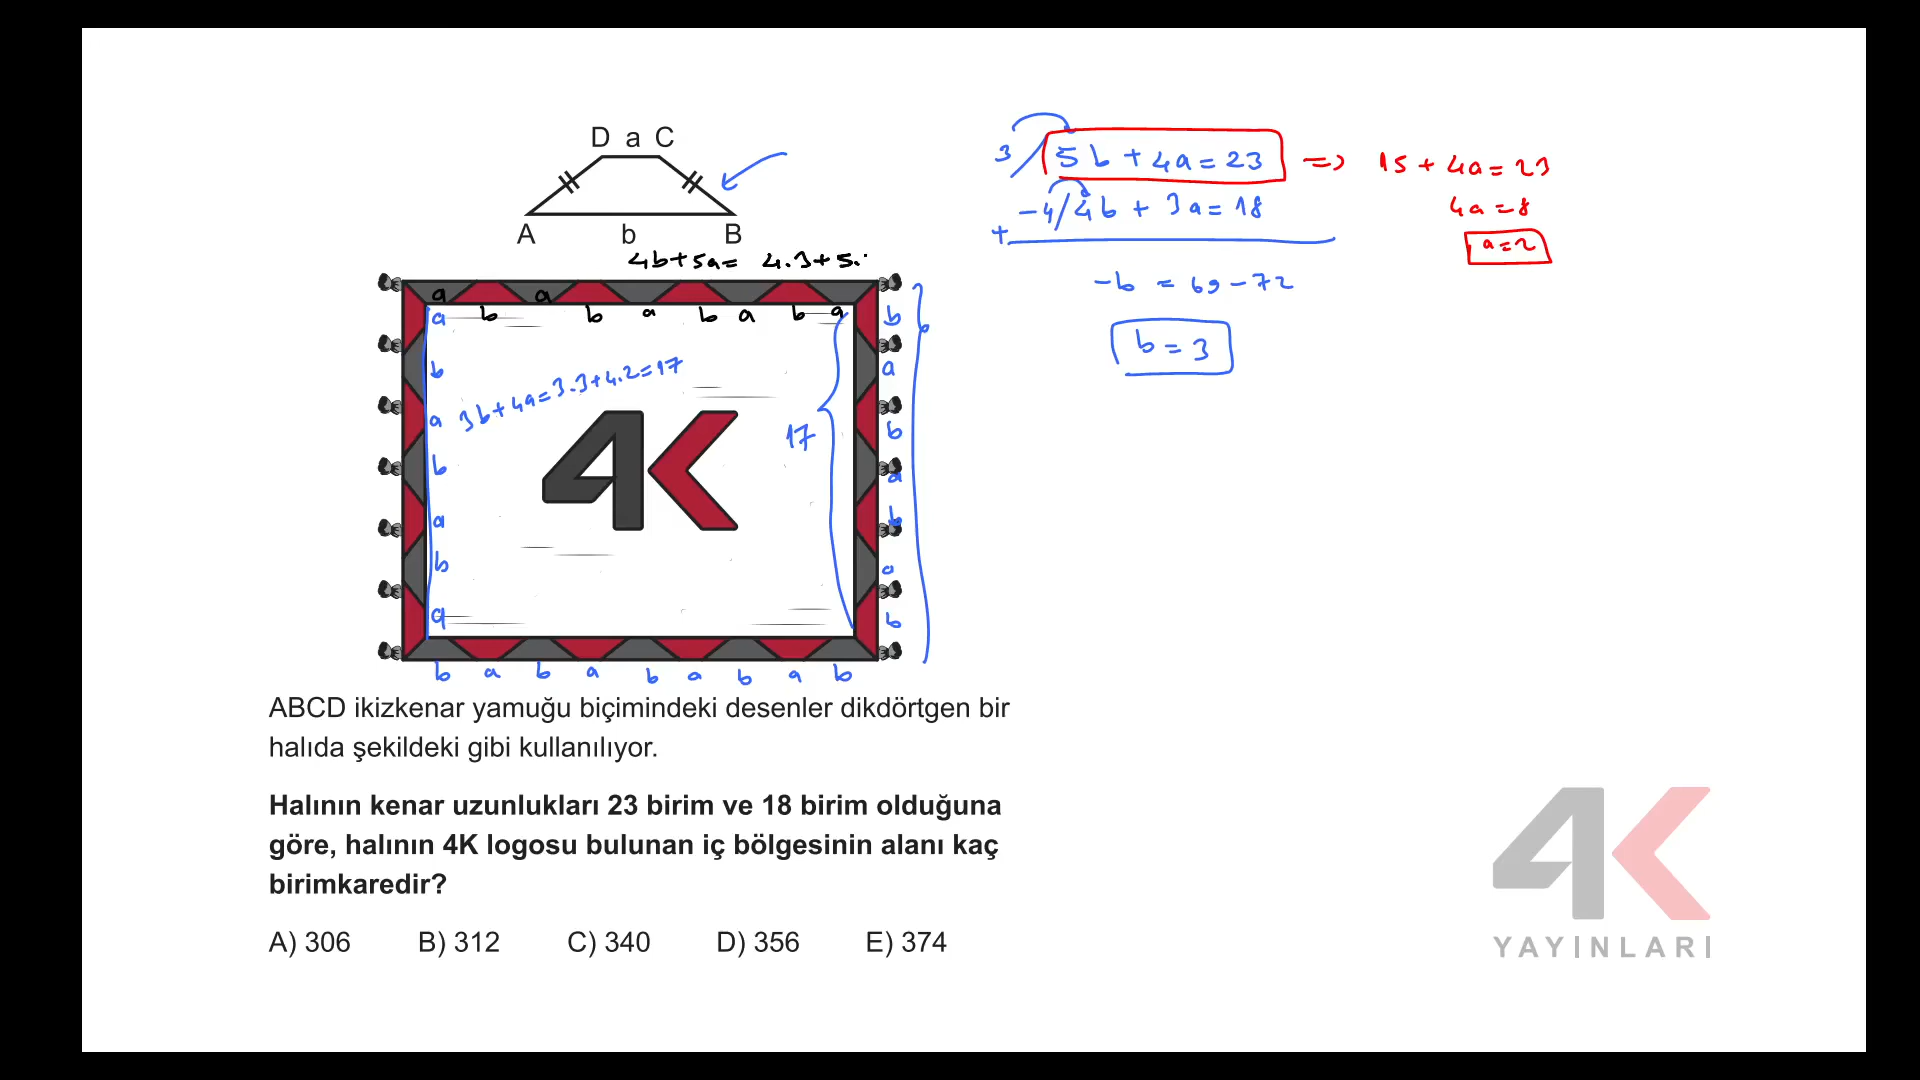 D a C
A b B
4b+5a= 4.3+5.
a a
b b a b a b a
a
b
a
b
a
b
a
3b+4a=3.3+4.2=17
17
4K
b
a
b
a
b
a
b
b a b a b a b a b
3/ 5b+4a=23 => 15+4a=23
-4/ 4b+3a=18 4a=8
+ a=2
-b = 69-72
b=3
ABCD ikizkenar yamuğu biçimindeki desenler dikdörtgen bir
halıda şekildeki gibi kullanılıyor.
Halının kenar uzunlukları 23 birim ve 18 birim olduğuna
göre, halının 4K logosu bulunan iç bölgesinin alanı kaç
birimkaredir?
A) 306 B) 312 C) 340 D) 356 E) 374
4K
YAYINLARI